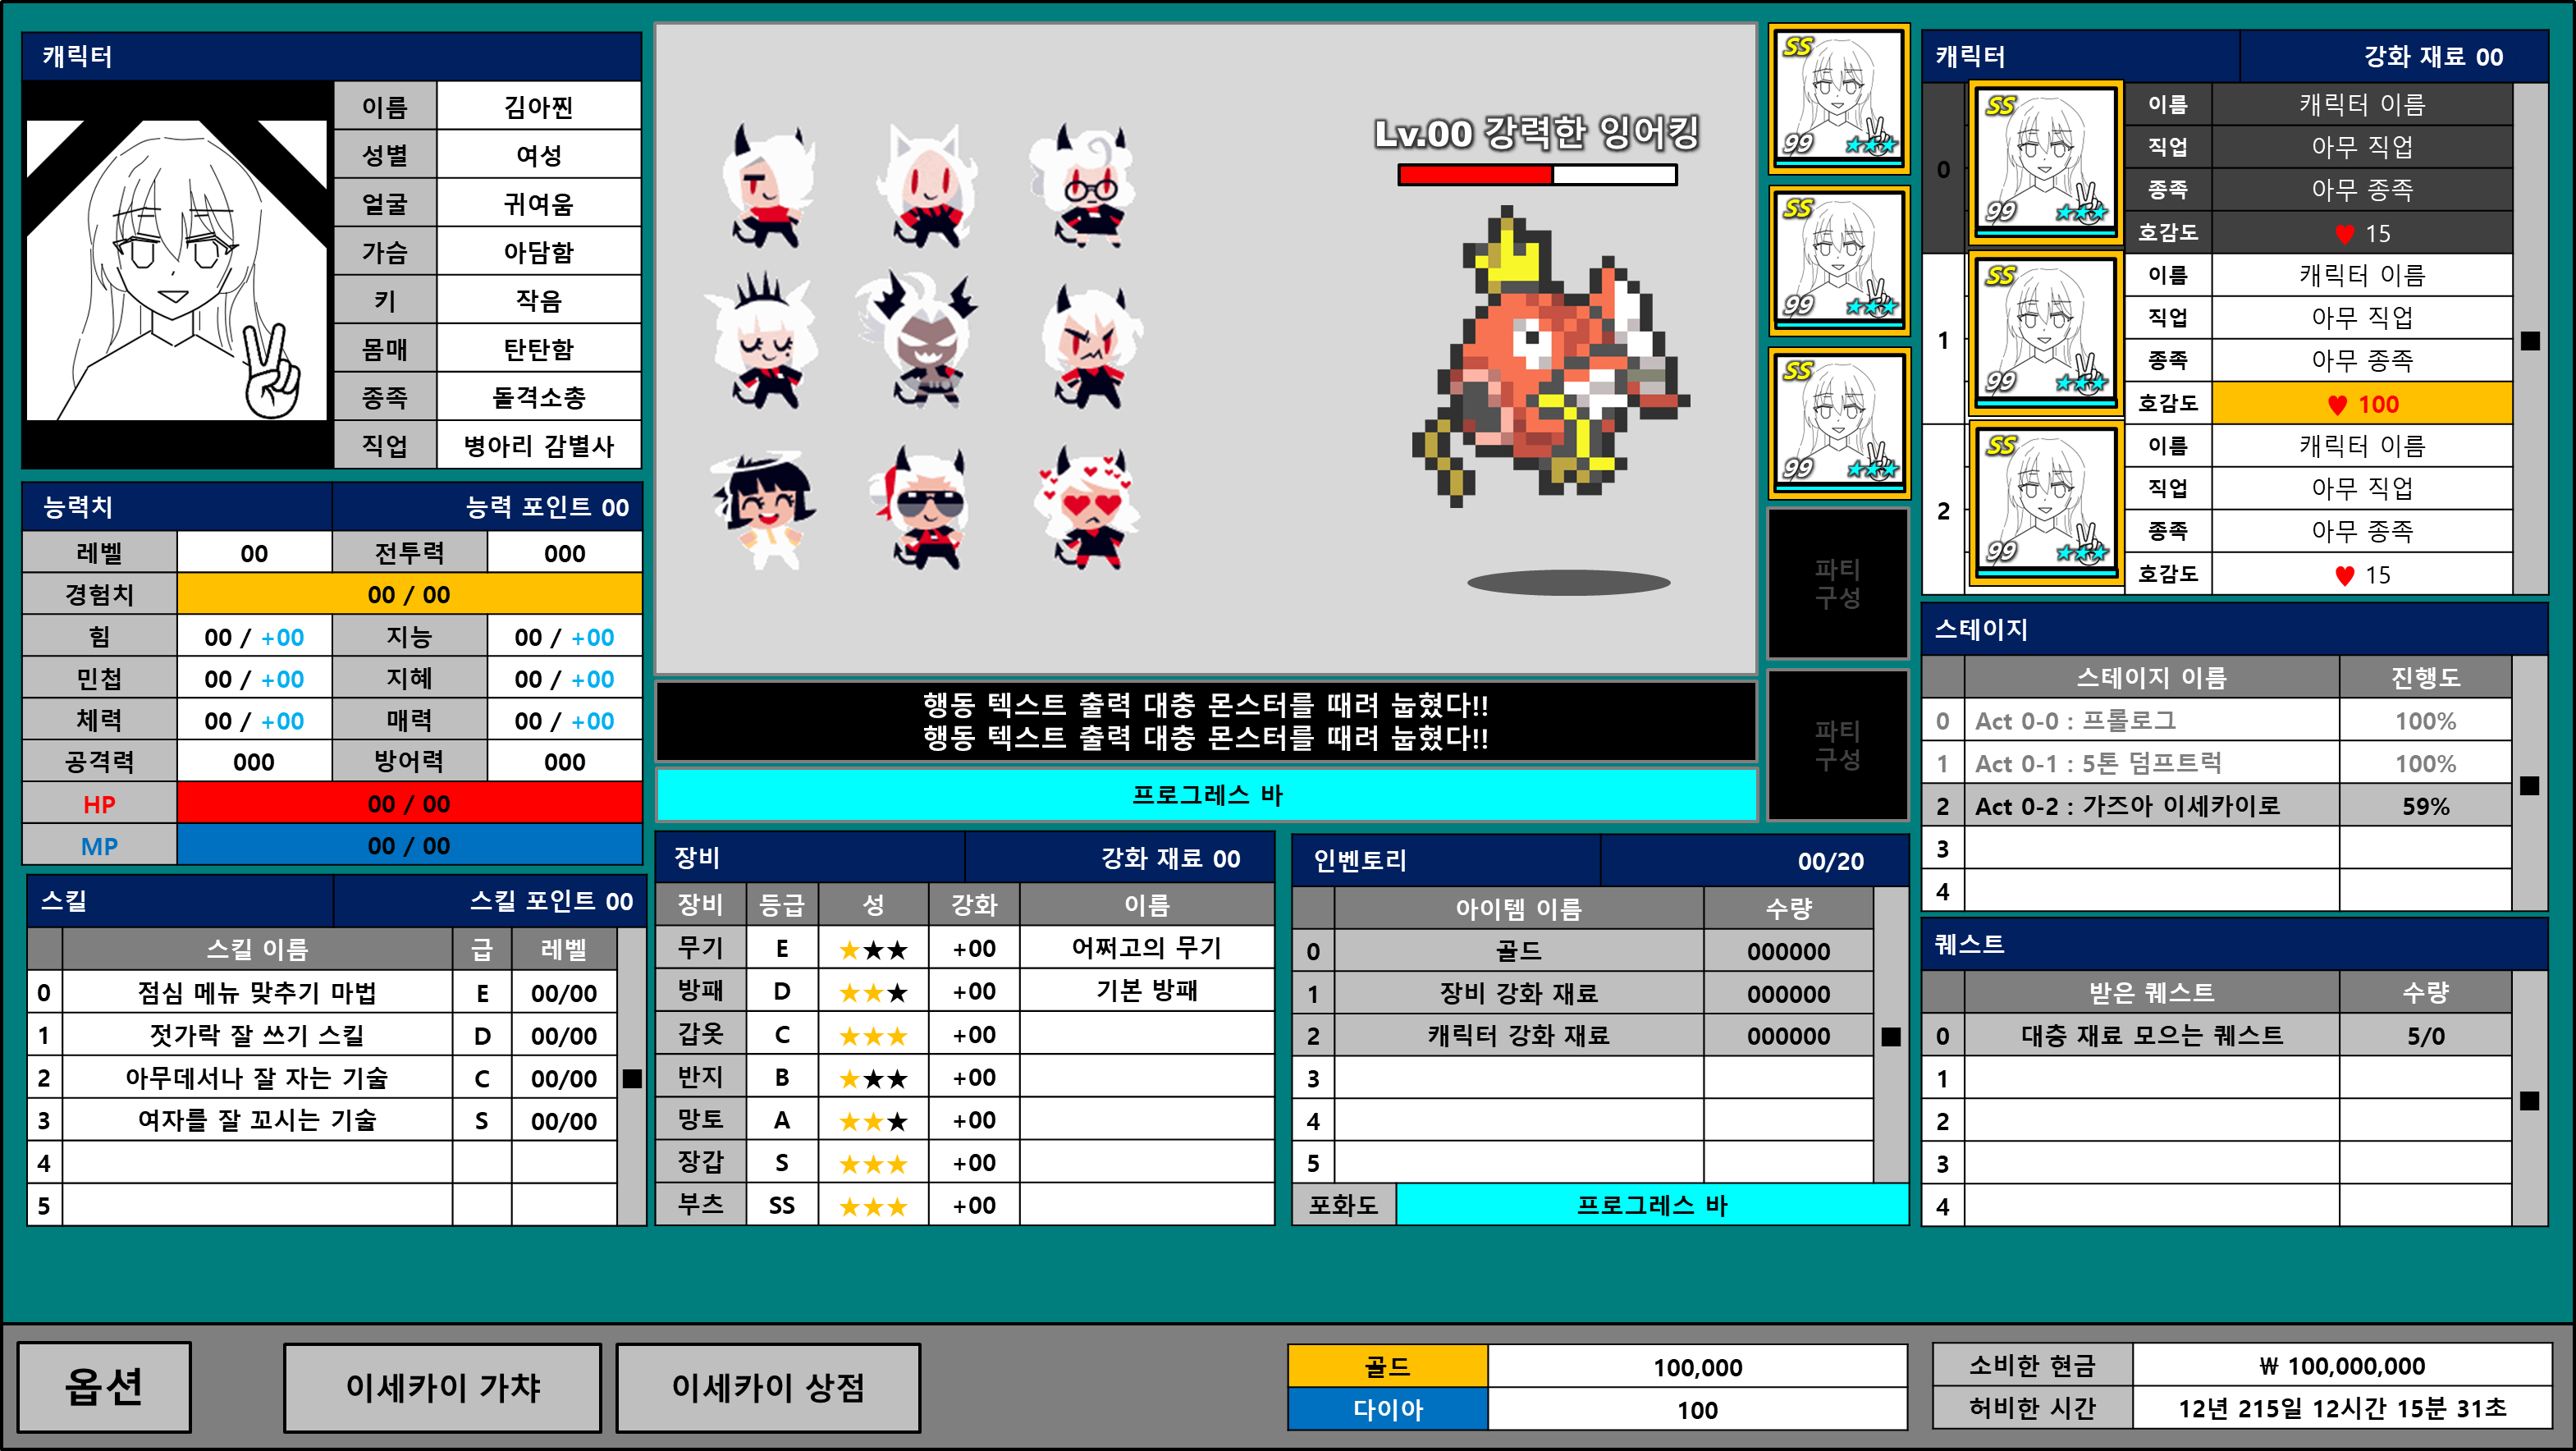 캐릭터
이름 김아찐
성별 여성
얼굴 귀여움
가슴 아담함
키 작음
몸매 탄탄함
종족 돌격소총
직업 병아리 감별사
능력치 능력 포인트 00
레벨 00 전투력 000
경험치 00 / 00
힘 00 / +00 지능 00 / +00
민첩 00 / +00 지혜 00 / +00
체력 00 / +00 매력 00 / +00
공격력 000 방어력 000
HP 00 / 00
MP 00 / 00
스킬 스킬 포인트 00
스킬 이름 급 레벨
0 점심 메뉴 맞추기 마법 E 00/00
1 젓가락 잘 쓰기 스킬 D 00/00
2 아무데서나 잘 자는 기술 C 00/00
3 여자를 잘 꼬시는 기술 S 00/00
4
5
Lv.00 강력한 잉어킹
행동 텍스트 출력 대충 몬스터를 때려 눕혔다!!
행동 텍스트 출력 대충 몬스터를 때려 눕혔다!!
프로그레스 바
SS
99 ★★★
SS
99 ★★★
SS
99 ★★★
파티
구성
파티
구성
장비 강화 재료 00
장비 등급 성 강화 이름
무기 E ★★★ +00 어쩌고의 무기
방패 D ★★★ +00 기본 방패
갑옷 C ★★★ +00
반지 B ★★★ +00
망토 A ★★★ +00
장갑 S ★★★ +00
부츠 SS ★★★ +00
인벤토리 00/20
아이템 이름 수량
0 골드 000000
1 장비 강화 재료 000000
2 캐릭터 강화 재료 000000
3
4
5
포화도 프로그레스 바
캐릭터 강화 재료 00
0
SS
99 ★★★
이름 캐릭터 이름
직업 아무 직업
종족 아무 종족
호감도 ♥ 15
1
SS
99 ★★★
이름 캐릭터 이름
직업 아무 직업
종족 아무 종족
호감도 ♥ 100
2
SS
99 ★★★
이름 캐릭터 이름
직업 아무 직업
종족 아무 종족
호감도 ♥ 15
스테이지
스테이지 이름 진행도
0 Act 0-0 : 프롤로그 100%
1 Act 0-1 : 5톤 덤프트럭 100%
2 Act 0-2 : 가즈아 이세카이로 59%
3
4
퀘스트
받은 퀘스트 수량
0 대충 재료 모으는 퀘스트 5/0
1
2
3
4
옵션
이세카이 가챠
이세카이 상점
골드 100,000
다이아 100
소비한 현금 ₩ 100,000,000
허비한 시간 12년 215일 12시간 15분 31초